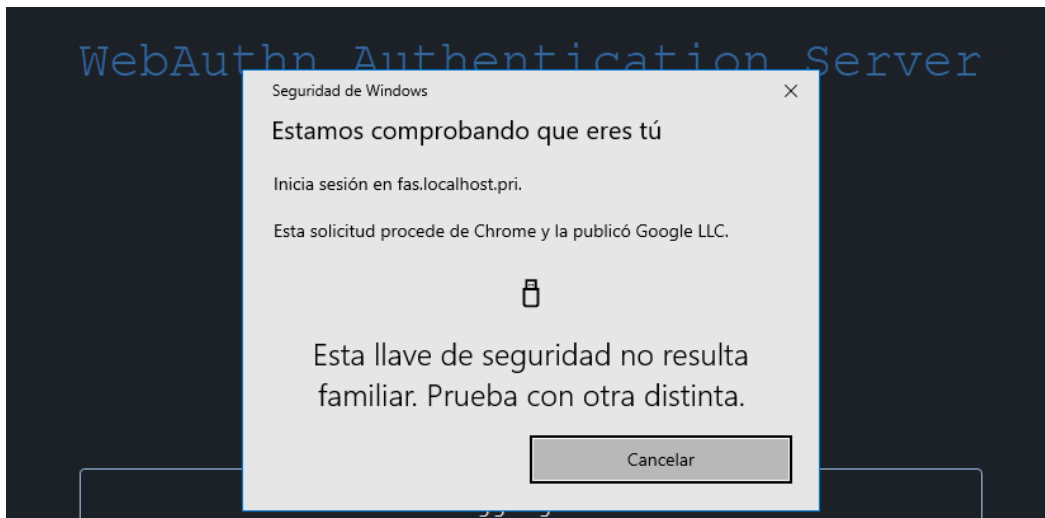 WebAuthn Authentication Server
Seguridad de Windows
Estamos comprobando que eres tú
Inicia sesión en fas.localhost.pri.
Esta solicitud procede de Chrome y la publicó Google LLC.
Esta llave de seguridad no resulta
familiar. Prueba con otra distinta.
Cancelar